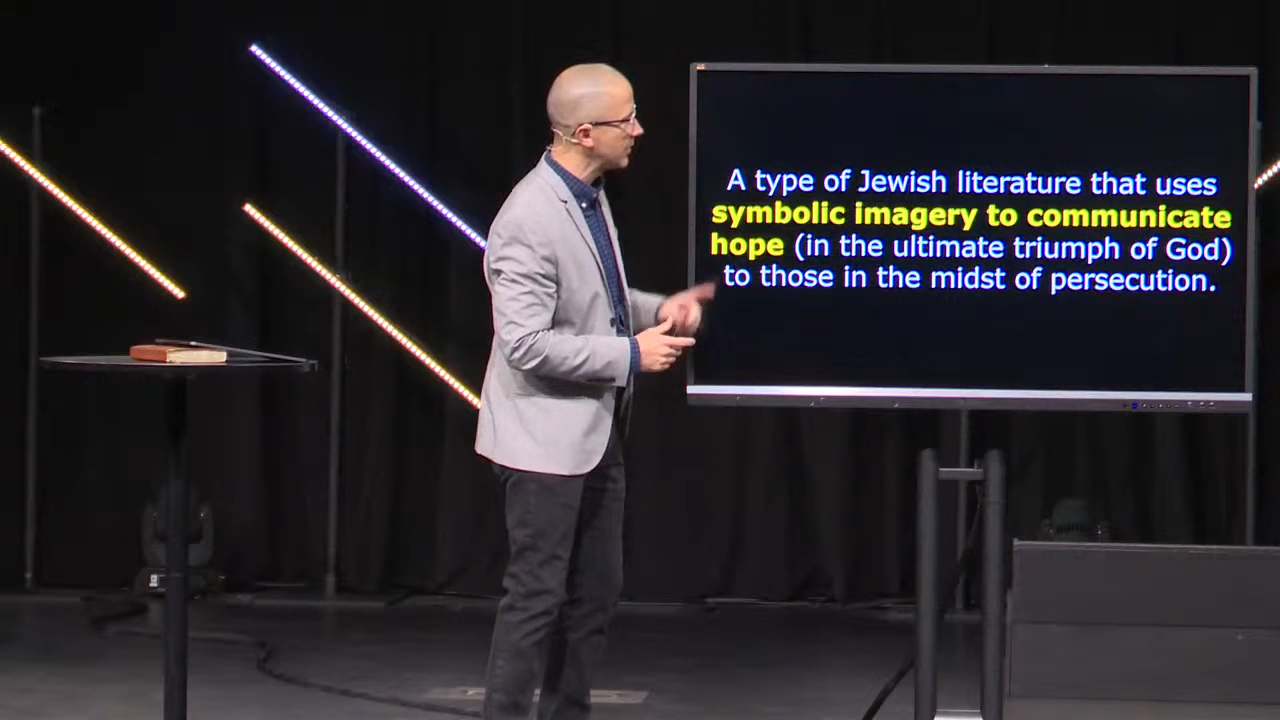 A type of Jewish literature that uses
symbolic imagery to communicate
hope (in the ultimate triumph of God)
to those in the midst of persecution.